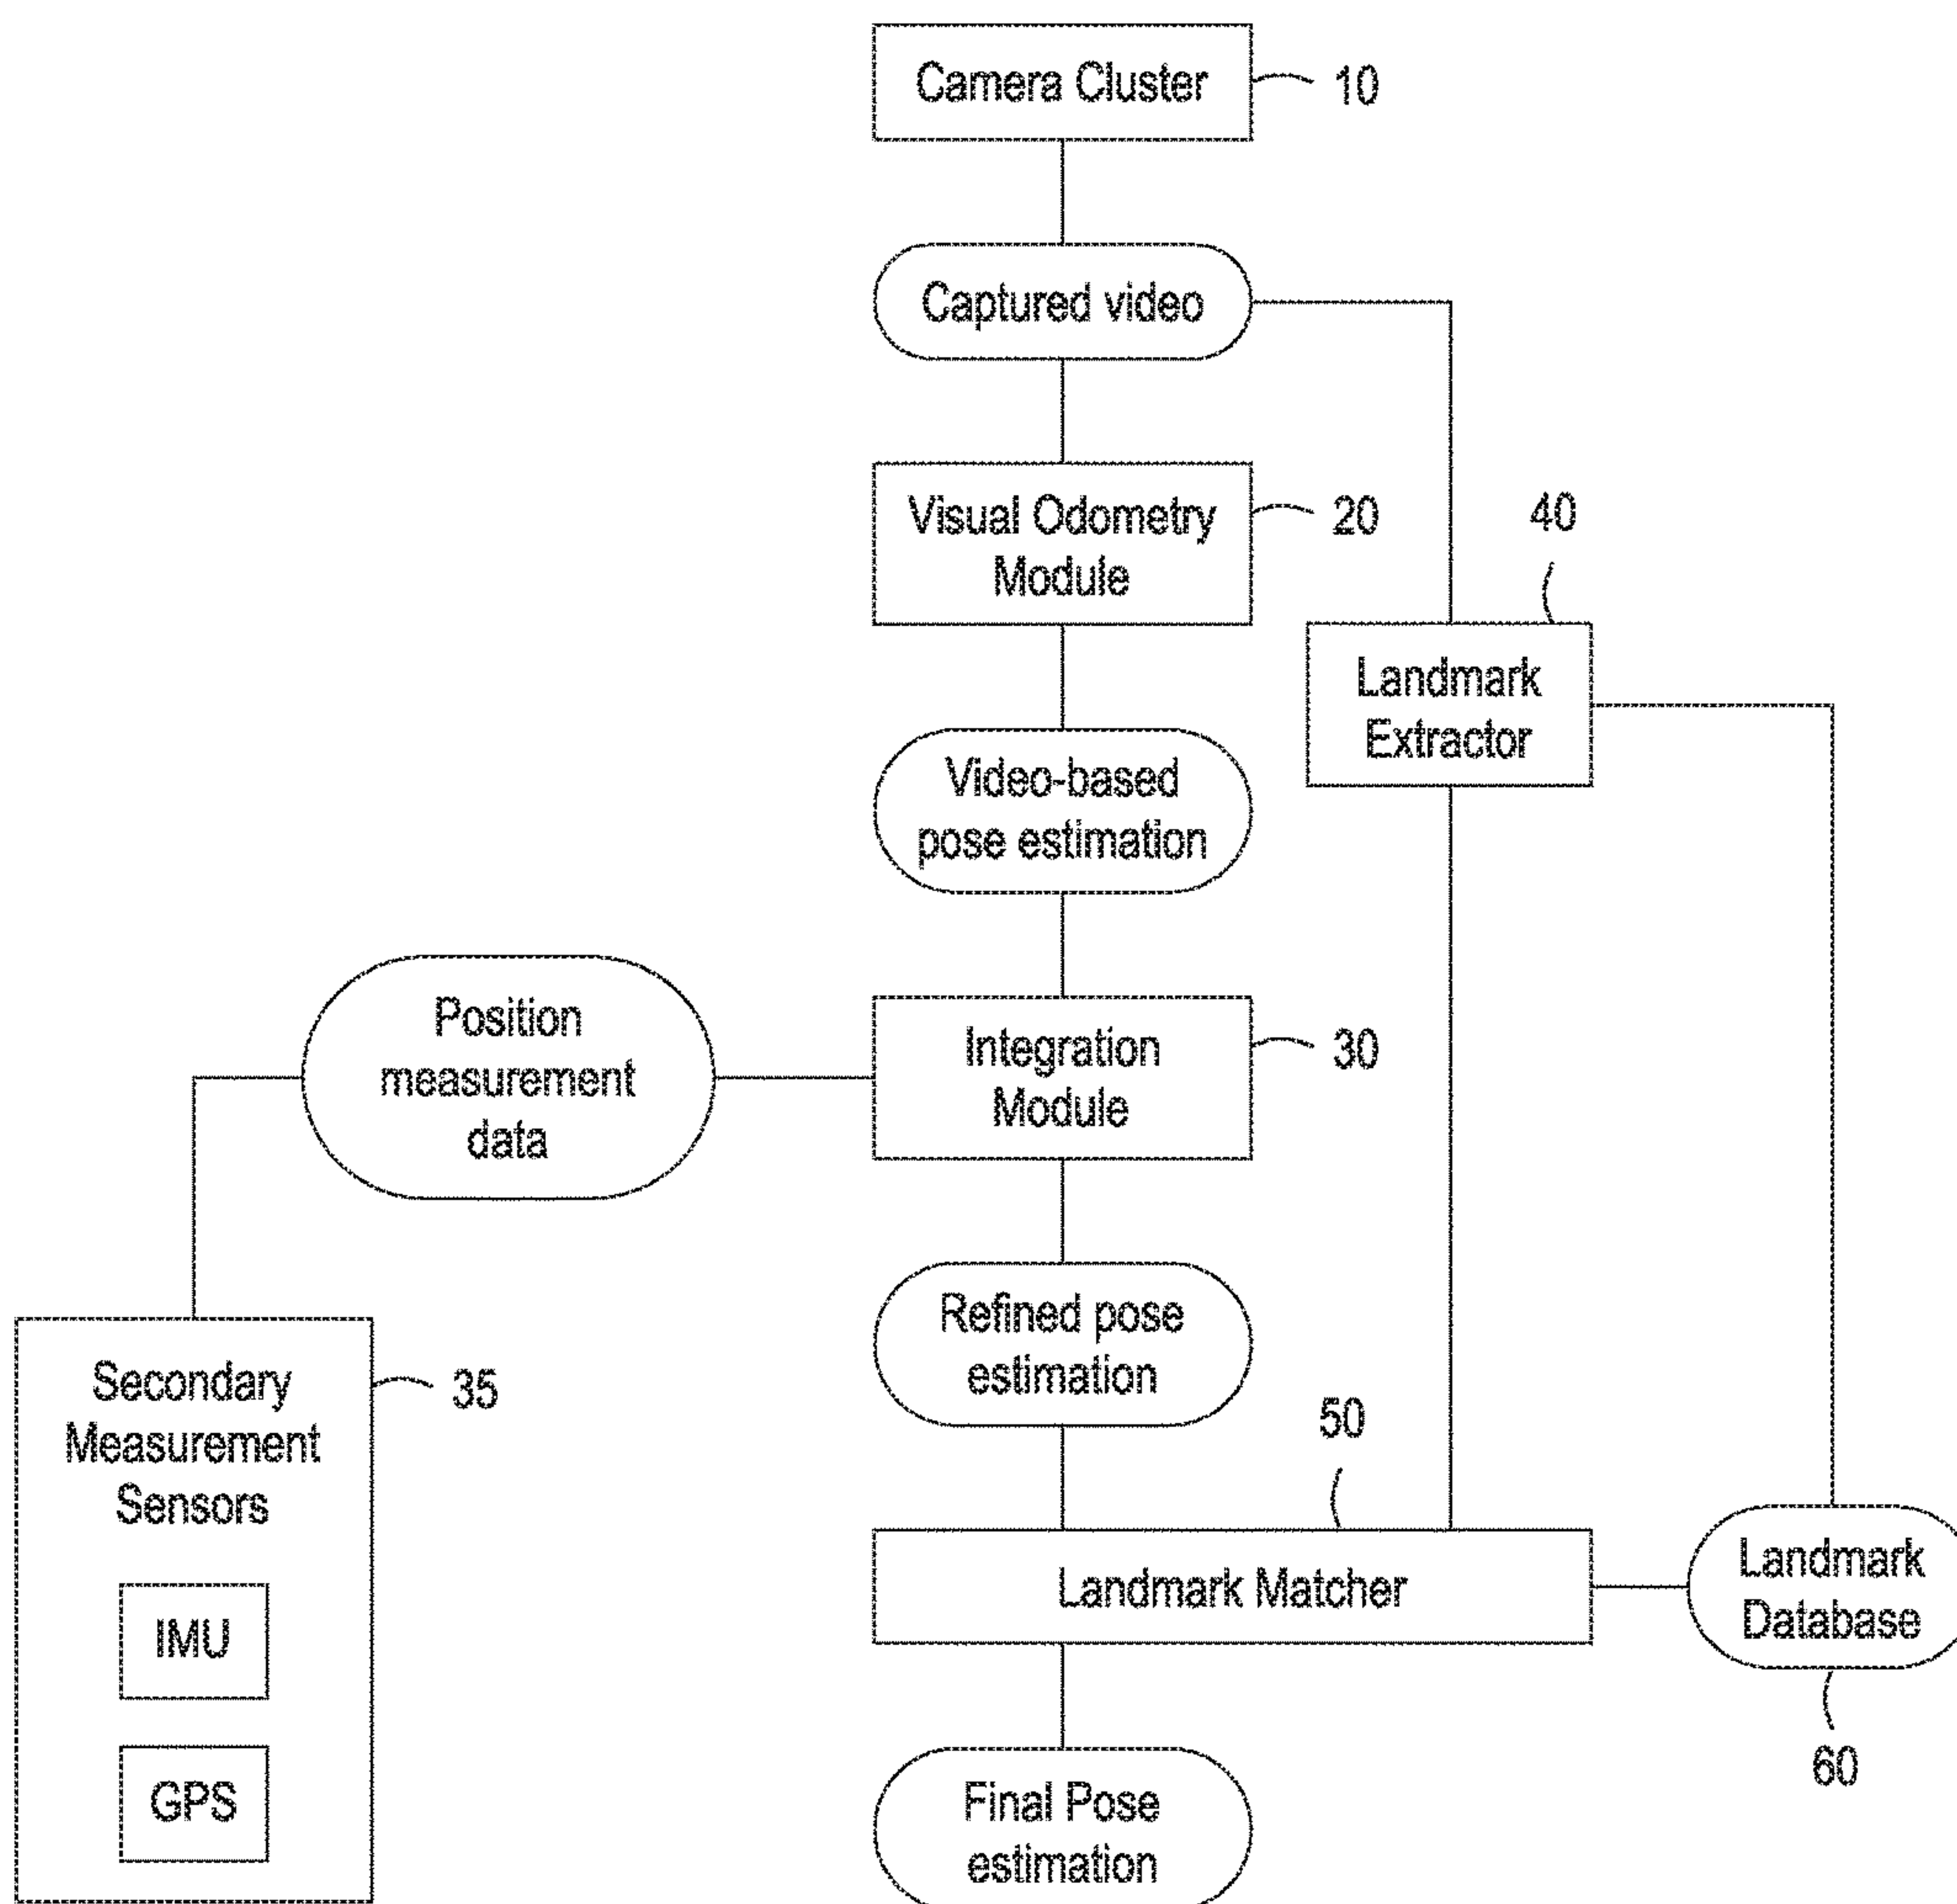 Camera Cluster
10
Captured video
Visual Odometry
Module
20
40
Landmark
Extractor
Video-based
pose estimation
Position
measurement
data
Integration
Module
30
Refined pose
estimation
Secondary
Measurement
Sensors
35
IMU
GPS
50
Landmark Matcher
Landmark
Database
60
Final Pose
estimation